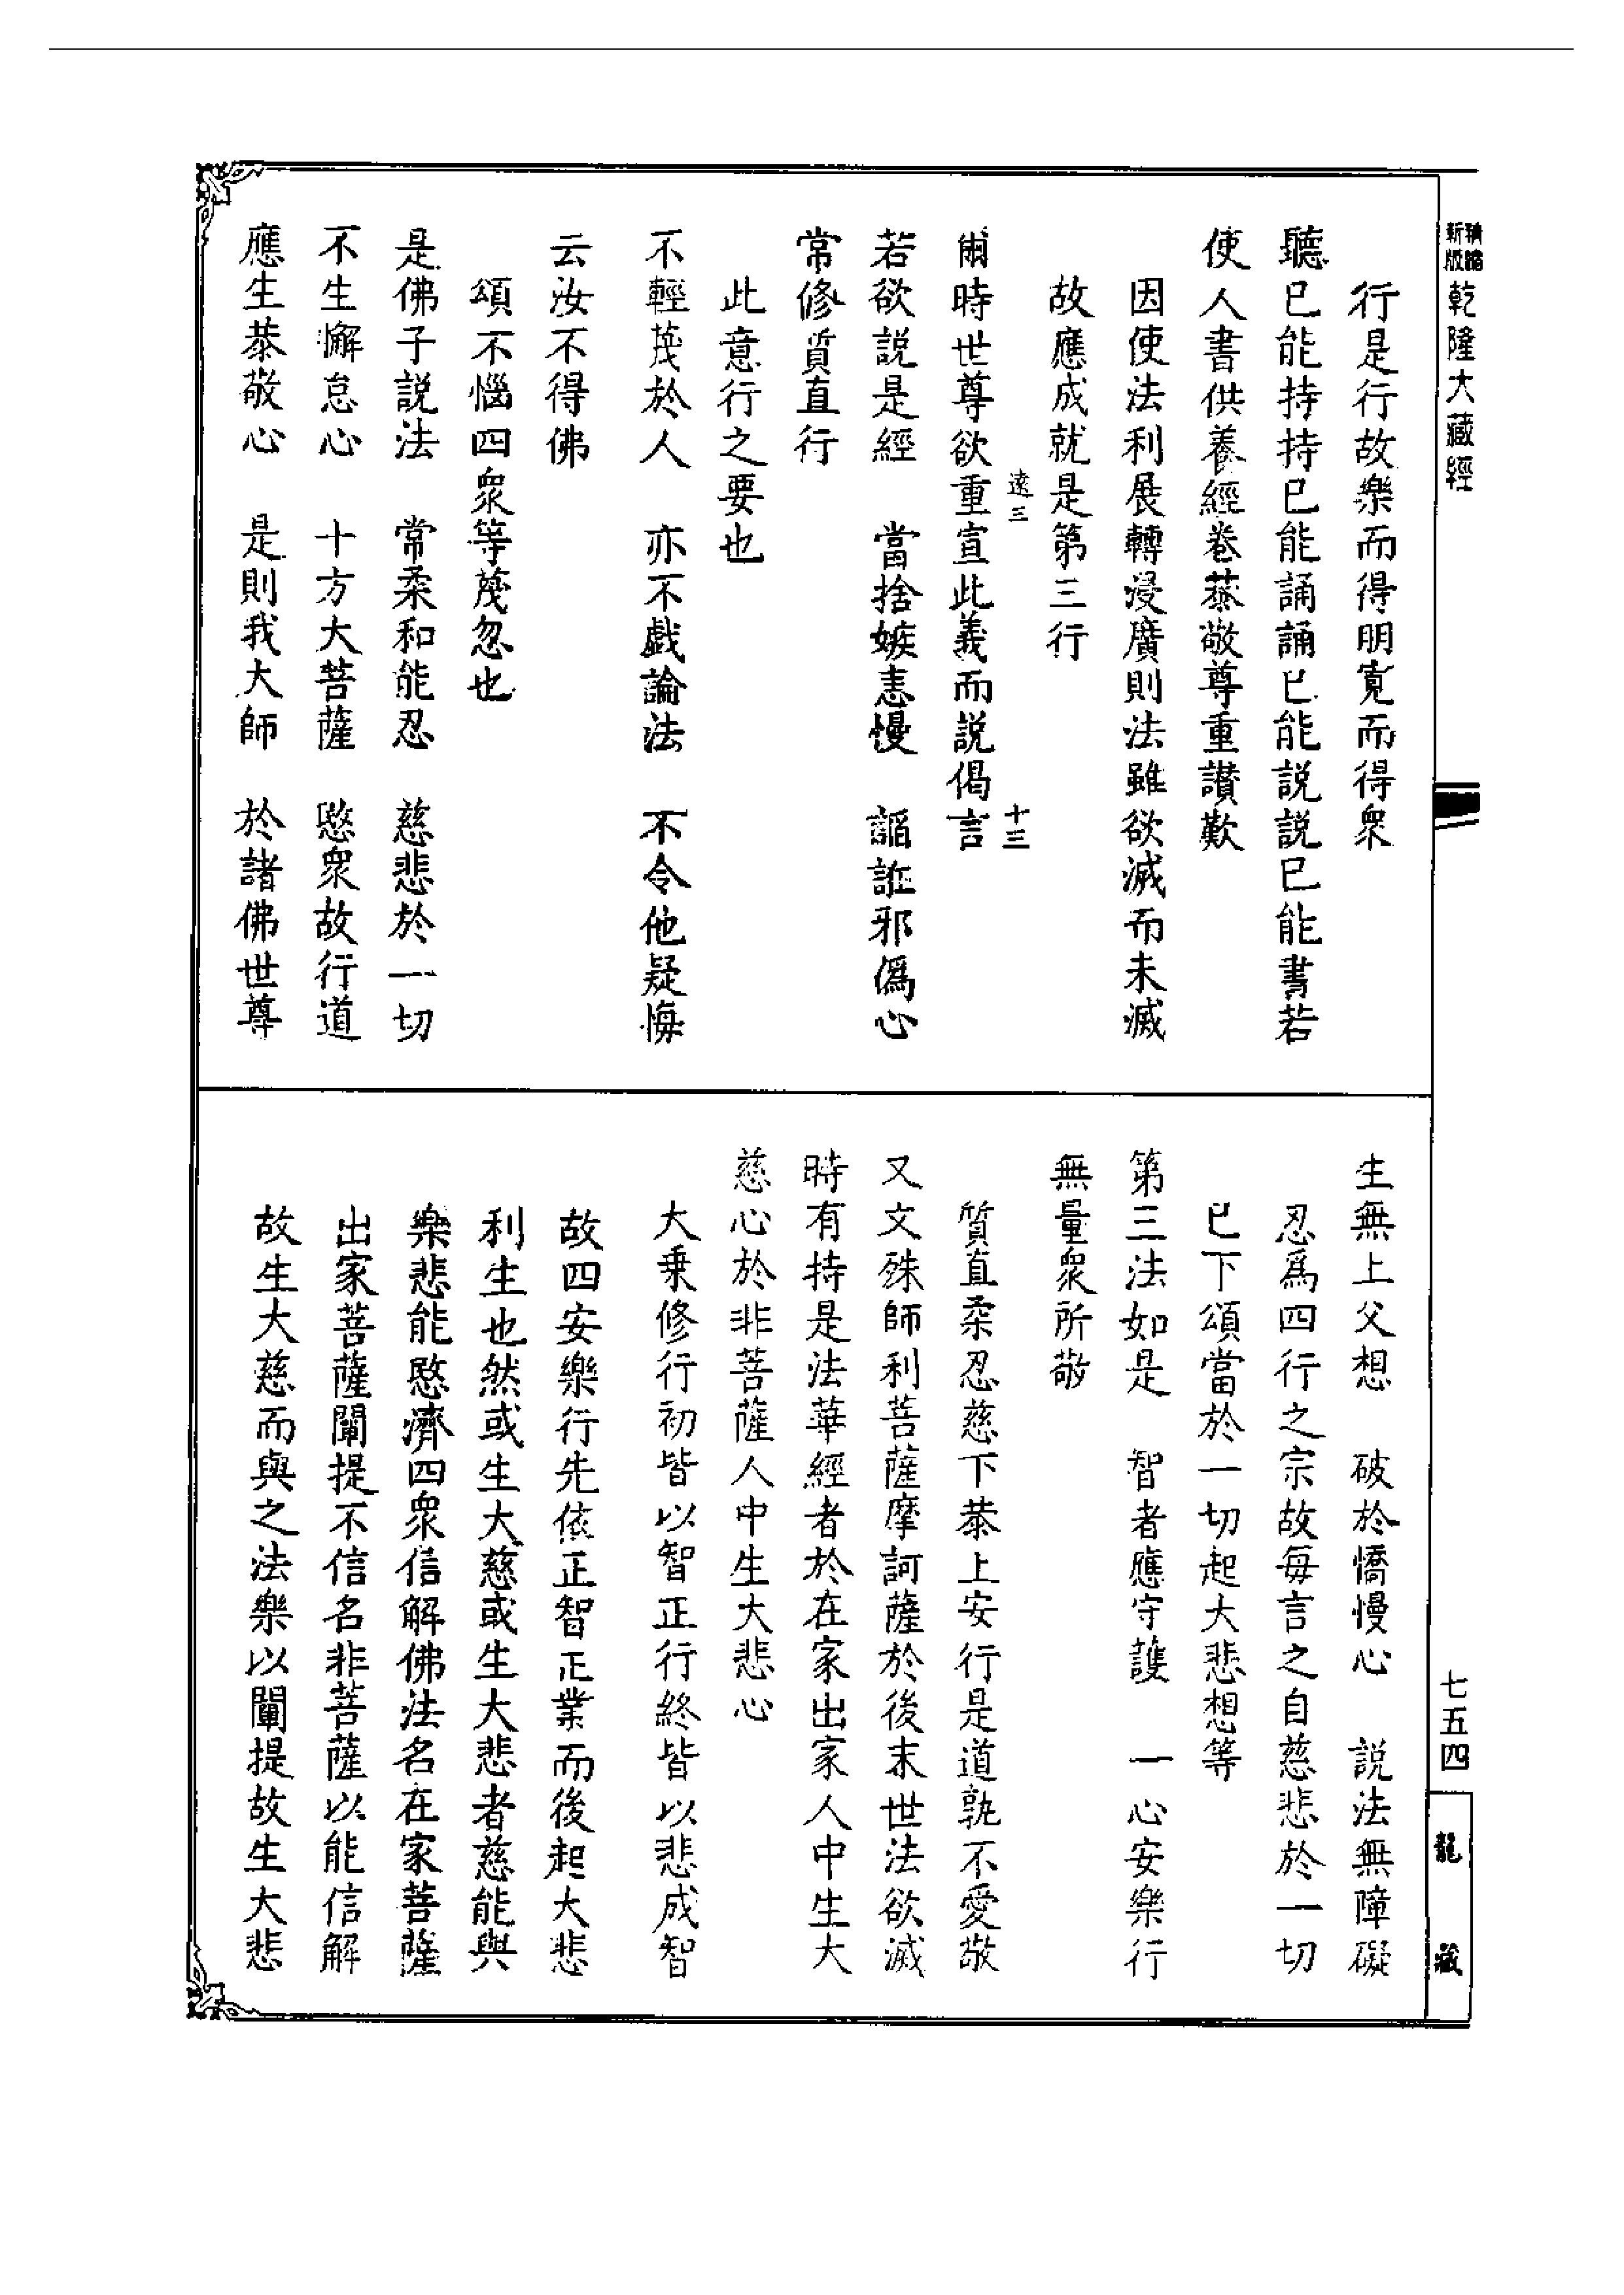 精縮
新版
乾隆大藏經
行是行故樂而得明寬而得衆
聽已能持持已能誦誦已能説説已能書若
使人書供養經卷恭敬尊重讃歎
因使法利展轉浸廣則法雖欲滅而未滅
故應成就是第三行
遠三
十三
爾時世尊欲重宣此義而説偈言
若欲説是經　當捨嫉恚慢　謟誑邪僞心
常修質直行
此意行之要也
不輕蔑於人　亦不戲論法　不令他疑悔
云汝不得佛
頌不惱四衆等蔑忽也
是佛子説法　常柔和能忍　慈悲於一切
不生懈怠心　十方大菩薩　愍衆故行道
應生恭敬心　是則我大師　於諸佛世尊
生無上父想　破於憍慢心　説法無障礙
忍爲四行之宗故毎言之自慈悲於一切
已下頌當於一切起大悲想等
第三法如是　智者應守護　一心安樂行
無量衆所敬
質直柔忍慈下恭上安行是道孰不愛敬
又文殊師利菩薩摩訶薩於後末世法欲滅
時有持是法華經者於在家出家人中生大
慈心於非菩薩人中生大悲心
大乗修行初皆以智正行終皆以悲成智
故四安樂行先依正智正業而後起大悲
利生也然或生大慈或生大悲者慈能與
樂悲能愍濟四衆信解佛法名在家菩薩
出家菩薩闡提不信名非菩薩以能信解
故生大慈而與之法樂以闡提故生大悲
七五四
龍藏